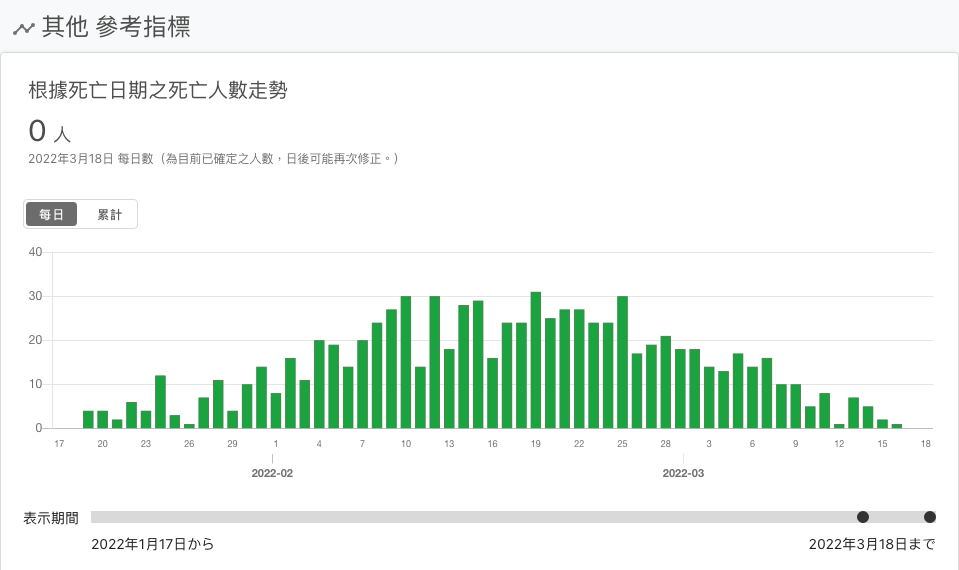 其他 參考指標
根據死亡日期之死亡人數走勢
0 人
2022年3月18日 每日數（為目前已確定之人數，日後可能再次修正。）
每日 累計
40
30
20
10
0
17 20 23 26 29 1 4 7 10 13 16 19 22 25 28 3 6 9 12 15 18
2022-02 2022-03
表示期間
2022年1月17日から 2022年3月18日まで